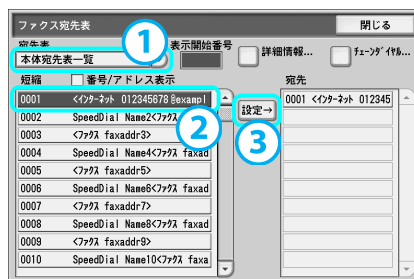 ファクス宛先表
閉じる
宛先表
表示開始番号
詳細情報...
チェーンダイヤル...
本体宛先表一覧
1
短縮
番号/アドレス表示
宛先
0001 <インターネット 012345678@exampl
0002 SpeedDial Name2<ファクス faxad
0003 <ファクス faxaddr3>
0004 SpeedDial Name4<ファクス faxad
0005 <ファクス faxaddr5>
0006 SpeedDial Name6<ファクス faxad
0007 <ファクス faxaddr7>
0008 SpeedDial Name8<ファクス faxad
0009 <ファクス faxaddr9>
0010 SpeedDial Name10<ファクス faxa
2
設定→
3
0001 <インターネット 012345